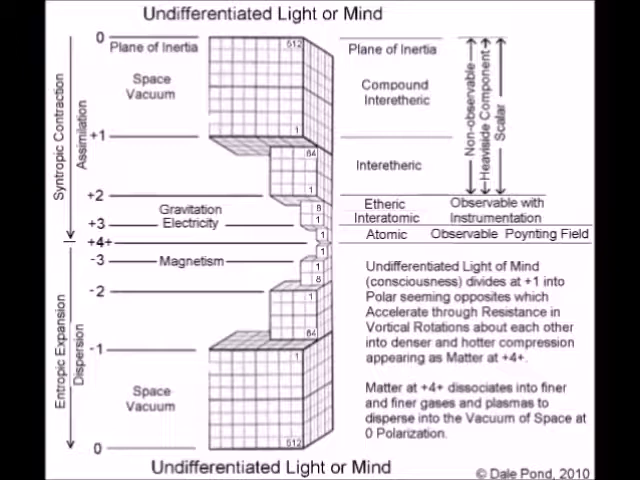 Undifferentiated Light or Mind
0
Plane of Inertia
512
Plane of Inertia
Space
Vacuum
Compound
Interetheric
Syntropic Contraction
Assimilation
Non-observable
Heaviside Component
Scalar
+1
1
64
Interetheric
1
+2
Etheric
Interatomic
Observable with
Instrumentation
Gravitation
Electricity
8
1
+3
1
Atomic
Observable Poynting Field
+4+
1
-3
Magnetism
1
8
-2
1
64
-1
1
Entropic Expansion
Dispersion
Space
Vacuum
512
0
Undifferentiated Light of Mind
(consciousness) divides at +1 into
Polar seeming opposites which
Accelerate through Resistance in
Vortical Rotations about each other
into denser and hotter compression
appearing as Matter at +4+.
Matter at +4+ dissociates into finer
and finer gases and plasmas to
disperse into the Vacuum of Space at
0 Polarization.
Undifferentiated Light or Mind
© Dale Pond, 2010